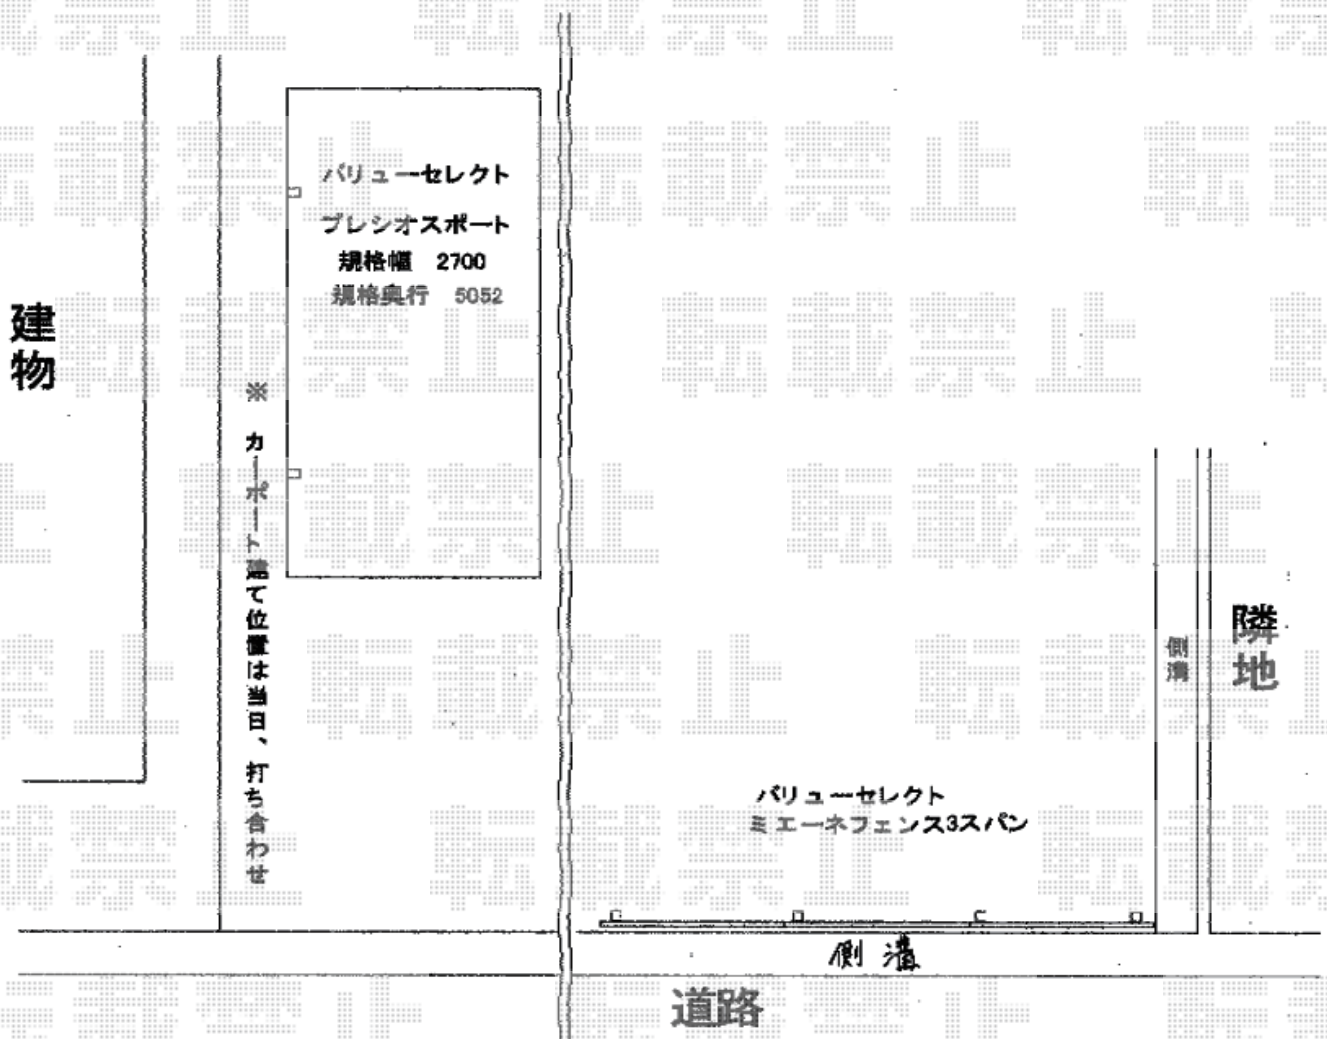 バリューセレクト
プレシオスポート
規格幅 2700
規格奥行 5052
建物
※ カーポート建て位置は当日、打ち合わせ
隣地
側溝
バリューセレクト
ミエーネフェンス3スパン
側溝
道路
転載禁止